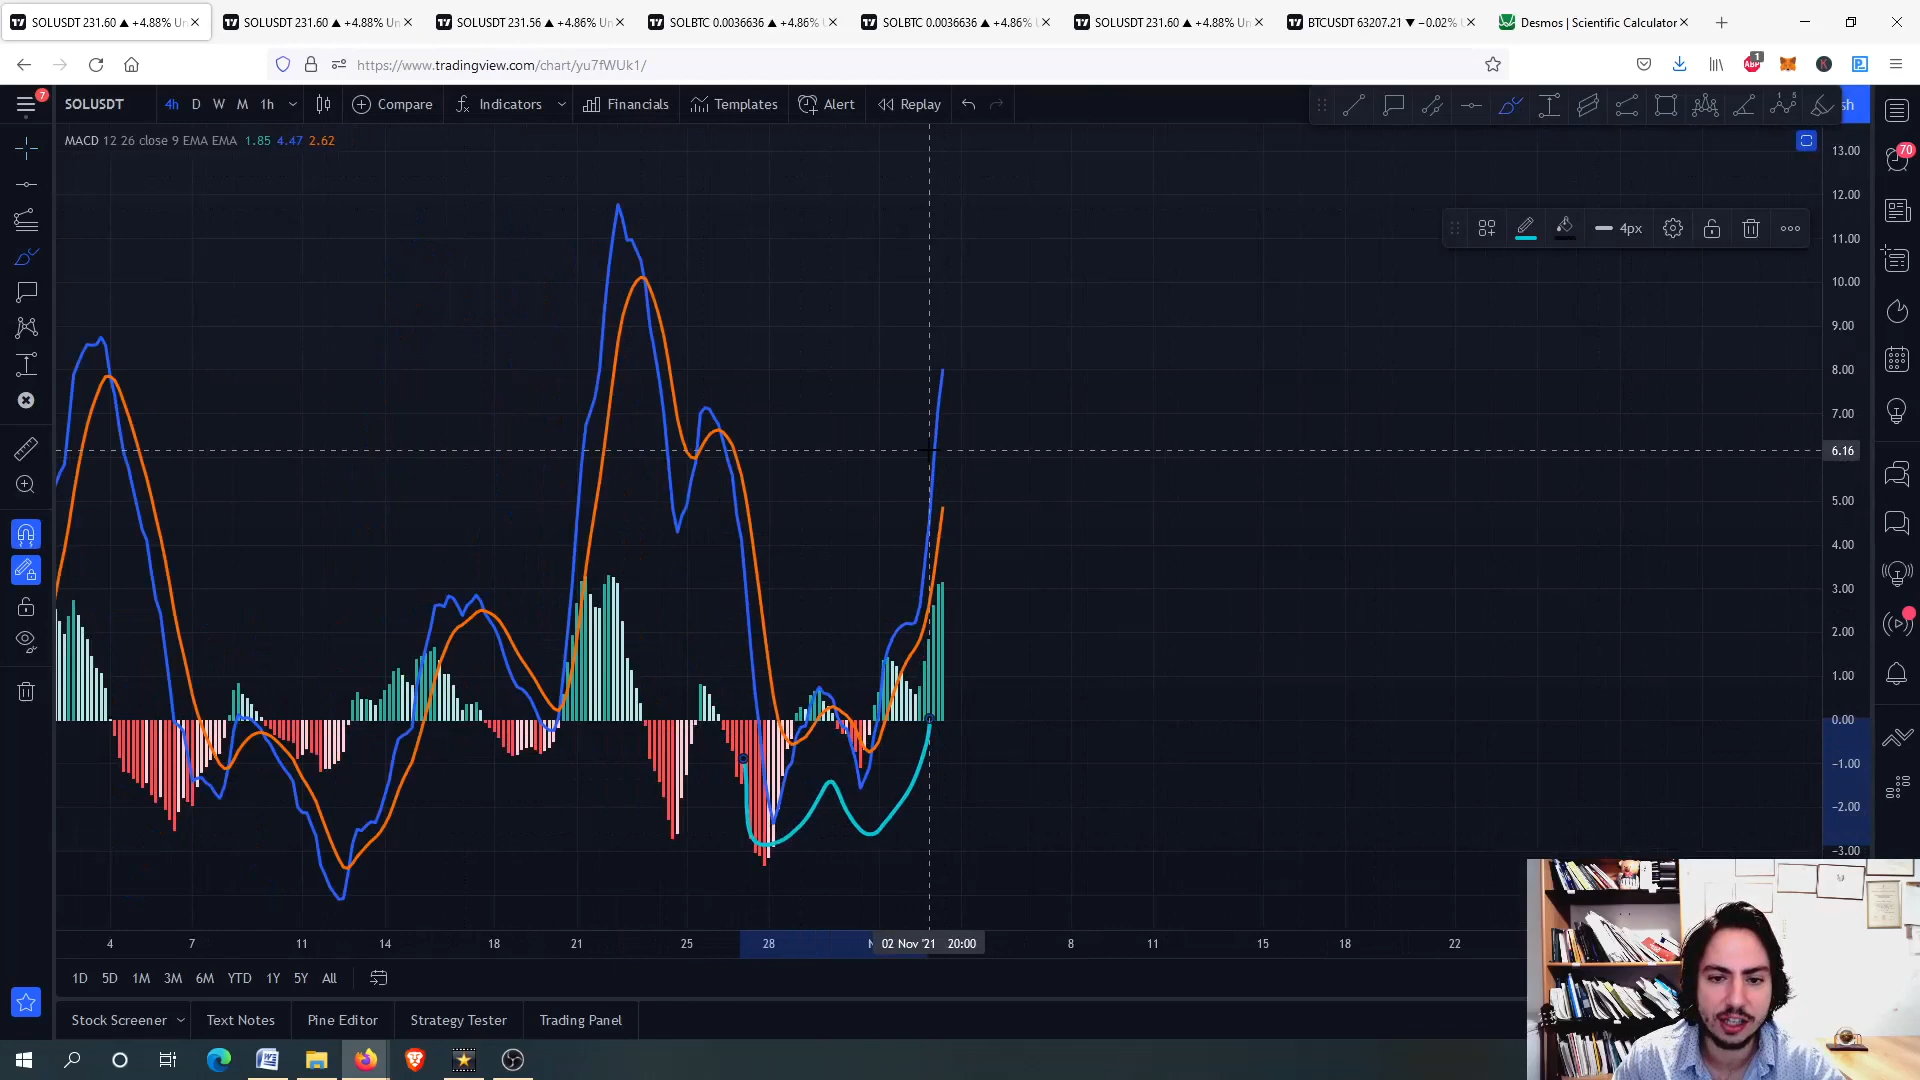 SOLUSDT 231.60 ▲ +4.88% Un
SOLUSDT 231.60 ▲ +4.88% Un
SOLUSDT 231.56 ▲ +4.86% Un
SOLBTC 0.0036636 ▲ +4.86%
SOLBTC 0.0036636 ▲ +4.86%
SOLUSDT 231.60 ▲ +4.88% Un
BTCUSDT 63207.21 ▼ −0.02%
Desmos | Scientific Calculator
https://www.tradingview.com/chart/yu7fWUk1/
1
7
SOLUSDT
4h D W M 1h
Compare
Indicators
Financials
Templates
Alert
Replay
sh
MACD 12 26 close 9 EMA EMA 1.85 4.47 2.62
4px
70
13.00
12.00
11.00
10.00
9.00
8.00
7.00
6.16
5.00
4.00
3.00
2.00
1.00
0.00
−1.00
−2.00
−3.00
4 7 11 14 18 21 25 28 02 Nov '21 20:00 8 11 15 18 22
1D 5D 1M 3M 6M YTD 1Y 5Y All
Stock Screener Text Notes Pine Editor Strategy Tester Trading Panel